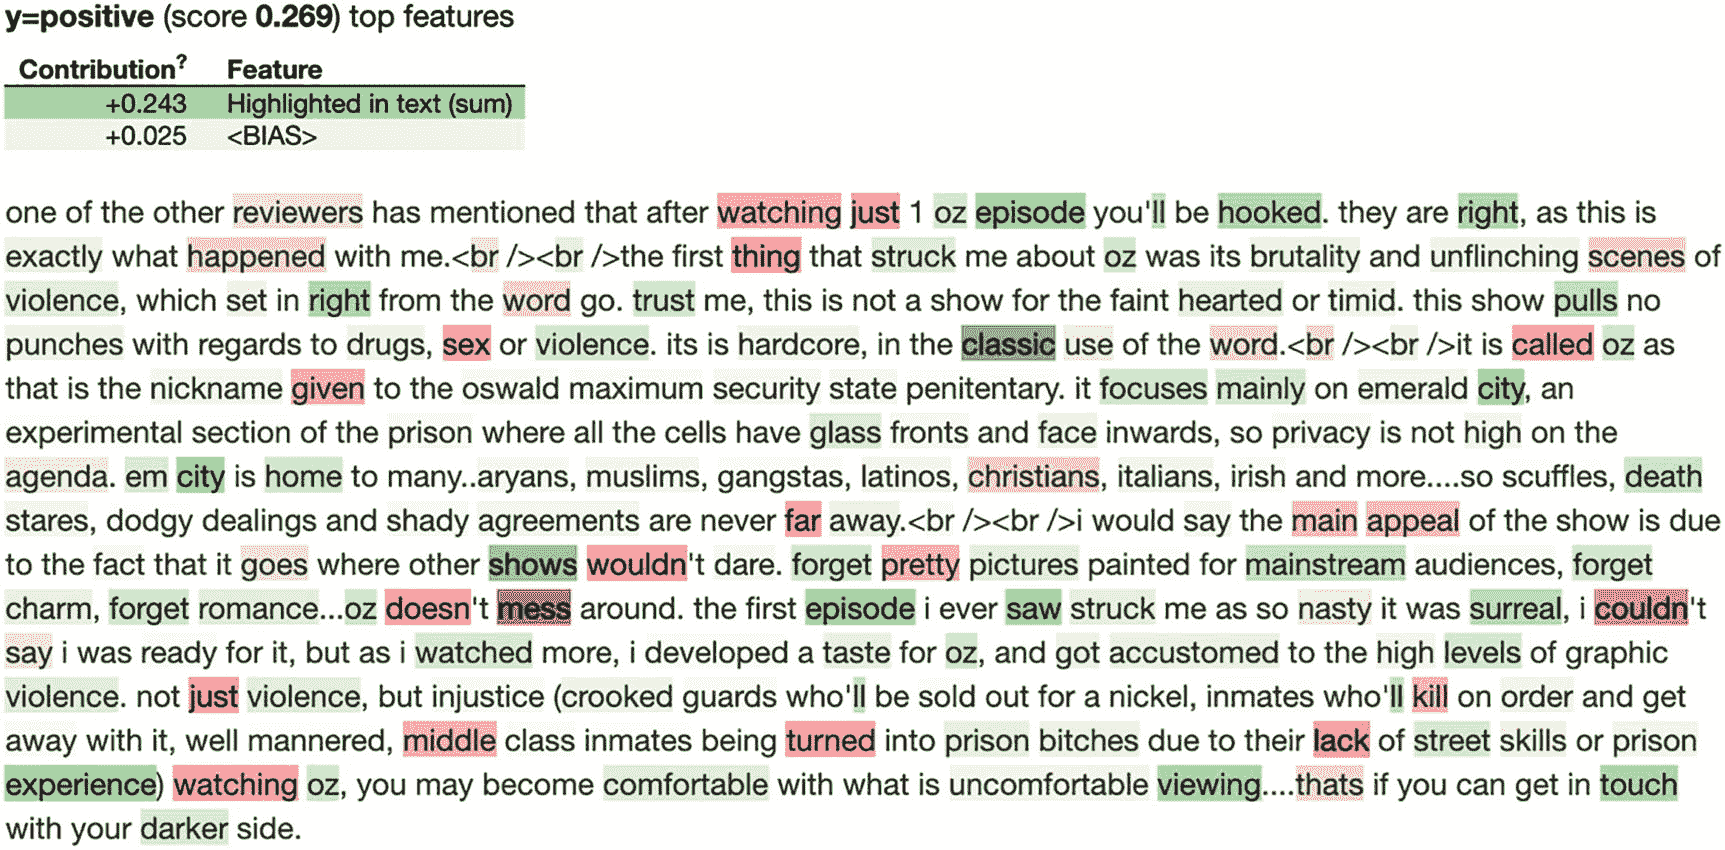 y=positive (score 0.269) top features
Contribution? Feature
+0.243 Highlighted in text (sum)
+0.025 <BIAS>
one of the other reviewers has mentioned that after watching just 1 oz episode you'll be hooked. they are right, as this is
exactly what happened with me.<br /><br />the first thing that struck me about oz was its brutality and unflinching scenes of
violence, which set in right from the word go. trust me, this is not a show for the faint hearted or timid. this show pulls no
punches with regards to drugs, sex or violence. its is hardcore, in the classic use of the word.<br /><br />it is called oz as
that is the nickname given to the oswald maximum security state penitentary. it focuses mainly on emerald city, an
experimental section of the prison where all the cells have glass fronts and face inwards, so privacy is not high on the
agenda. em city is home to many..aryans, muslims, gangstas, latinos, christians, italians, irish and more....so scuffles, death
stares, dodgy dealings and shady agreements are never far away.<br /><br />i would say the main appeal of the show is due
to the fact that it goes where other shows wouldn't dare. forget pretty pictures painted for mainstream audiences, forget
charm, forget romance...oz doesn't mess around. the first episode i ever saw struck me as so nasty it was surreal, i couldn't
say i was ready for it, but as i watched more, i developed a taste for oz, and got accustomed to the high levels of graphic
violence. not just violence, but injustice (crooked guards who'll be sold out for a nickel, inmates who'll kill on order and get
away with it, well mannered, middle class inmates being turned into prison bitches due to their lack of street skills or prison
experience) watching oz, you may become comfortable with what is uncomfortable viewing....thats if you can get in touch
with your darker side.